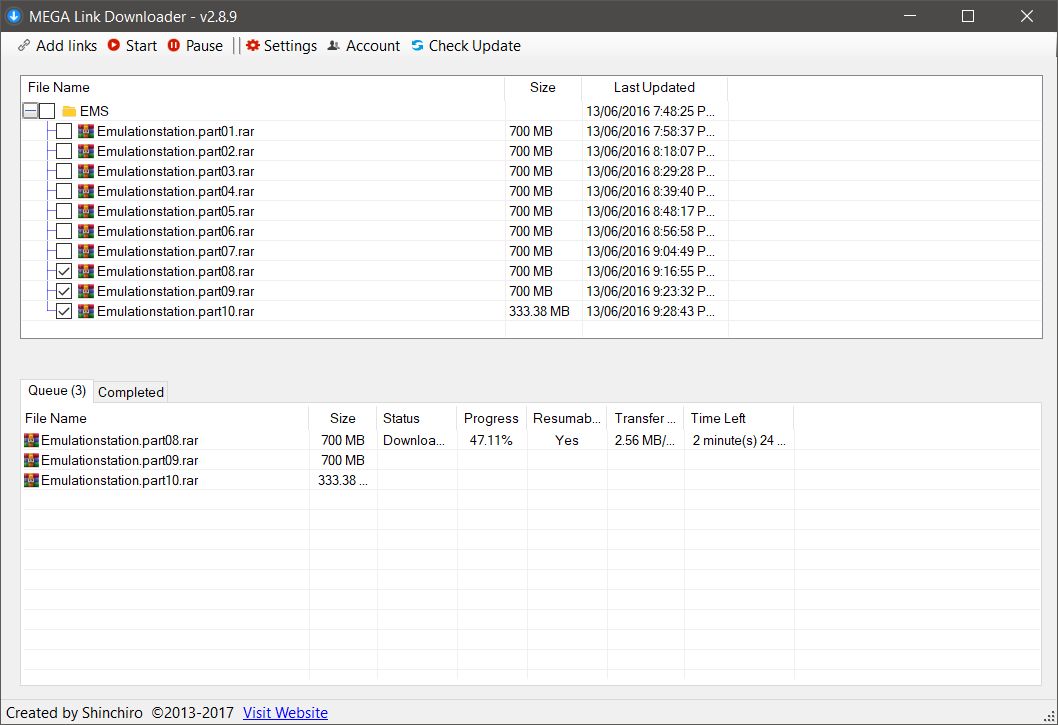 MEGA Link Downloader - v2.8.9
Add links Start Pause Settings Account Check Update
File Name Size Last Updated
EMS 13/06/2016 7:48:25 P...
Emulationstation.part01.rar 700 MB 13/06/2016 7:58:37 P...
Emulationstation.part02.rar 700 MB 13/06/2016 8:18:07 P...
Emulationstation.part03.rar 700 MB 13/06/2016 8:29:28 P...
Emulationstation.part04.rar 700 MB 13/06/2016 8:39:40 P...
Emulationstation.part05.rar 700 MB 13/06/2016 8:48:17 P...
Emulationstation.part06.rar 700 MB 13/06/2016 8:56:58 P...
Emulationstation.part07.rar 700 MB 13/06/2016 9:04:49 P...
Emulationstation.part08.rar 700 MB 13/06/2016 9:16:55 P...
Emulationstation.part09.rar 700 MB 13/06/2016 9:23:32 P...
Emulationstation.part10.rar 333.38 MB 13/06/2016 9:28:43 P...
Queue (3) Completed
File Name Size Status Progress Resumab... Transfer ... Time Left
Emulationstation.part08.rar 700 MB Downloa... 47.11% Yes 2.56 MB/... 2 minute(s) 24 ...
Emulationstation.part09.rar 700 MB
Emulationstation.part10.rar 333.38 ...
Created by Shinchiro ©2013-2017 Visit Website